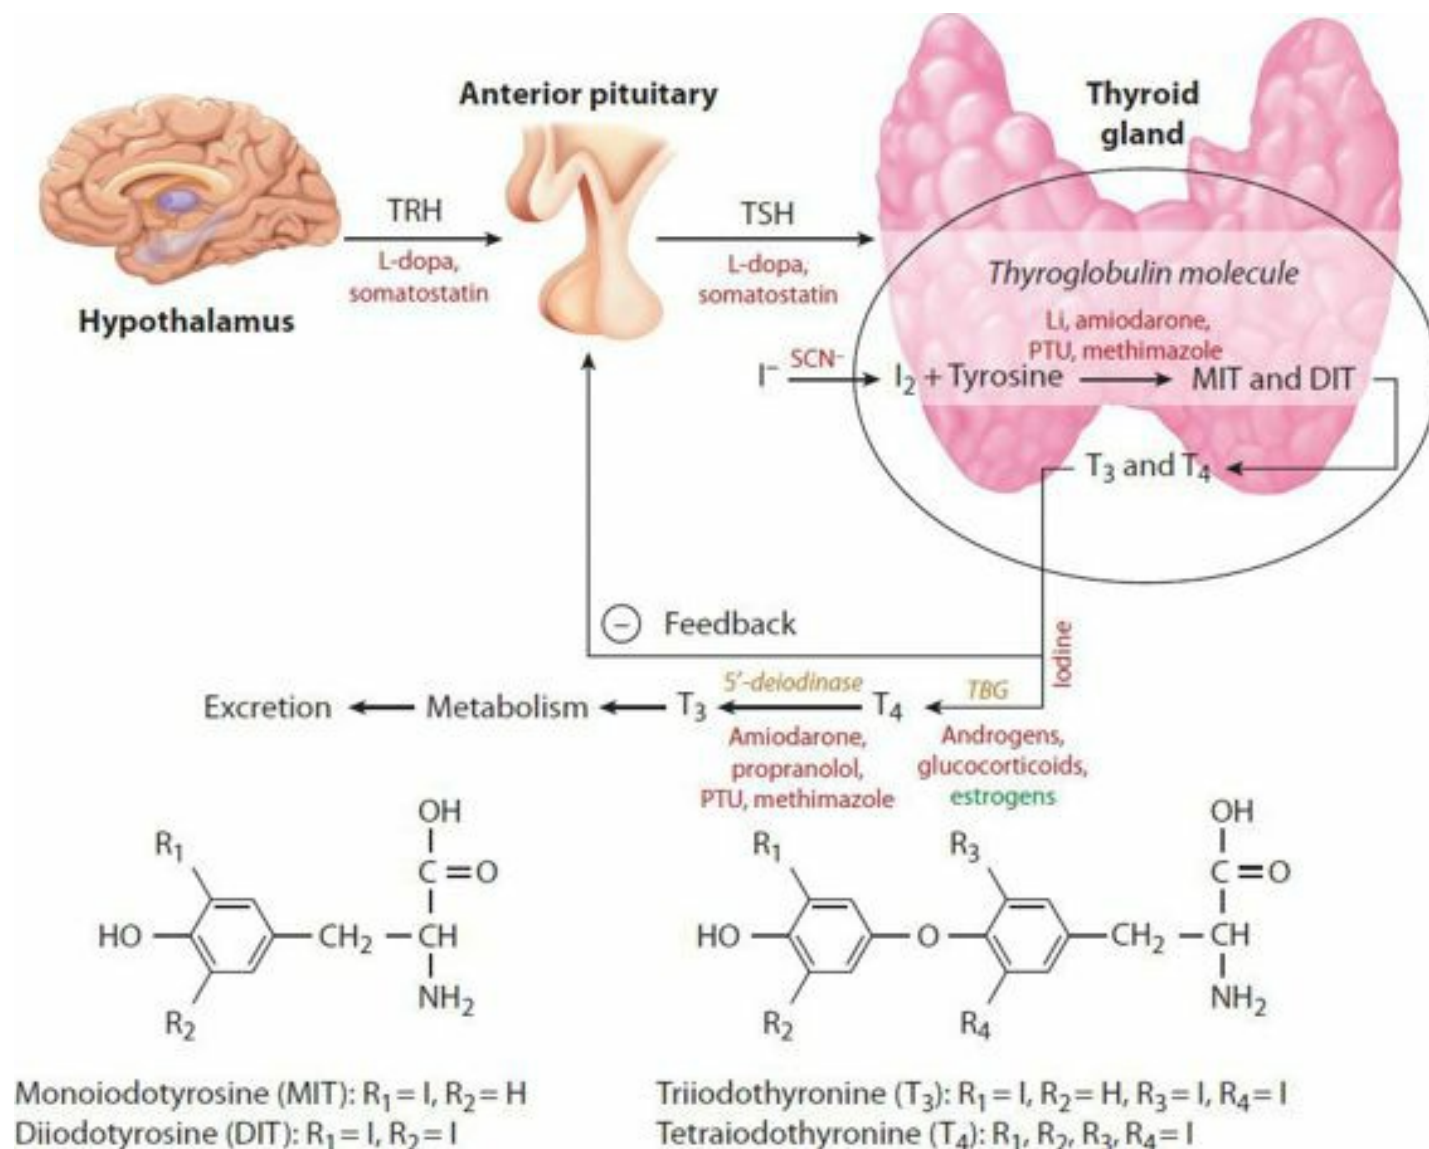 Anterior pituitary
Thyroid
gland
TRH
TSH
L-dopa,
somatostatin
L-dopa,
somatostatin
Hypothalamus
Thyroglobulin molecule
Li, amiodarone,
PTU, methimazole
I⁻
SCN⁻
I₂ + Tyrosine
MIT and DIT
T₃ and T₄
− Feedback
Iodine
Excretion
Metabolism
T₃
5′-deiodinase
T₄
TBG
Amiodarone,
propranolol,
PTU, methimazole
Androgens,
glucocorticoids,
estrogens
OH
R₁
C=O
HO
CH₂
CH
NH₂
R₂
OH
R₁
R₃
C=O
HO
O
CH₂
CH
NH₂
R₂
R₄
Monoiodotyrosine (MIT): R₁ = I, R₂ = H
Diiodotyrosine (DIT): R₁ = I, R₂ = I
Triiodothyronine (T₃): R₁ = I, R₂ = H, R₃ = I, R₄ = I
Tetraiodothyronine (T₄): R₁, R₂, R₃, R₄ = I